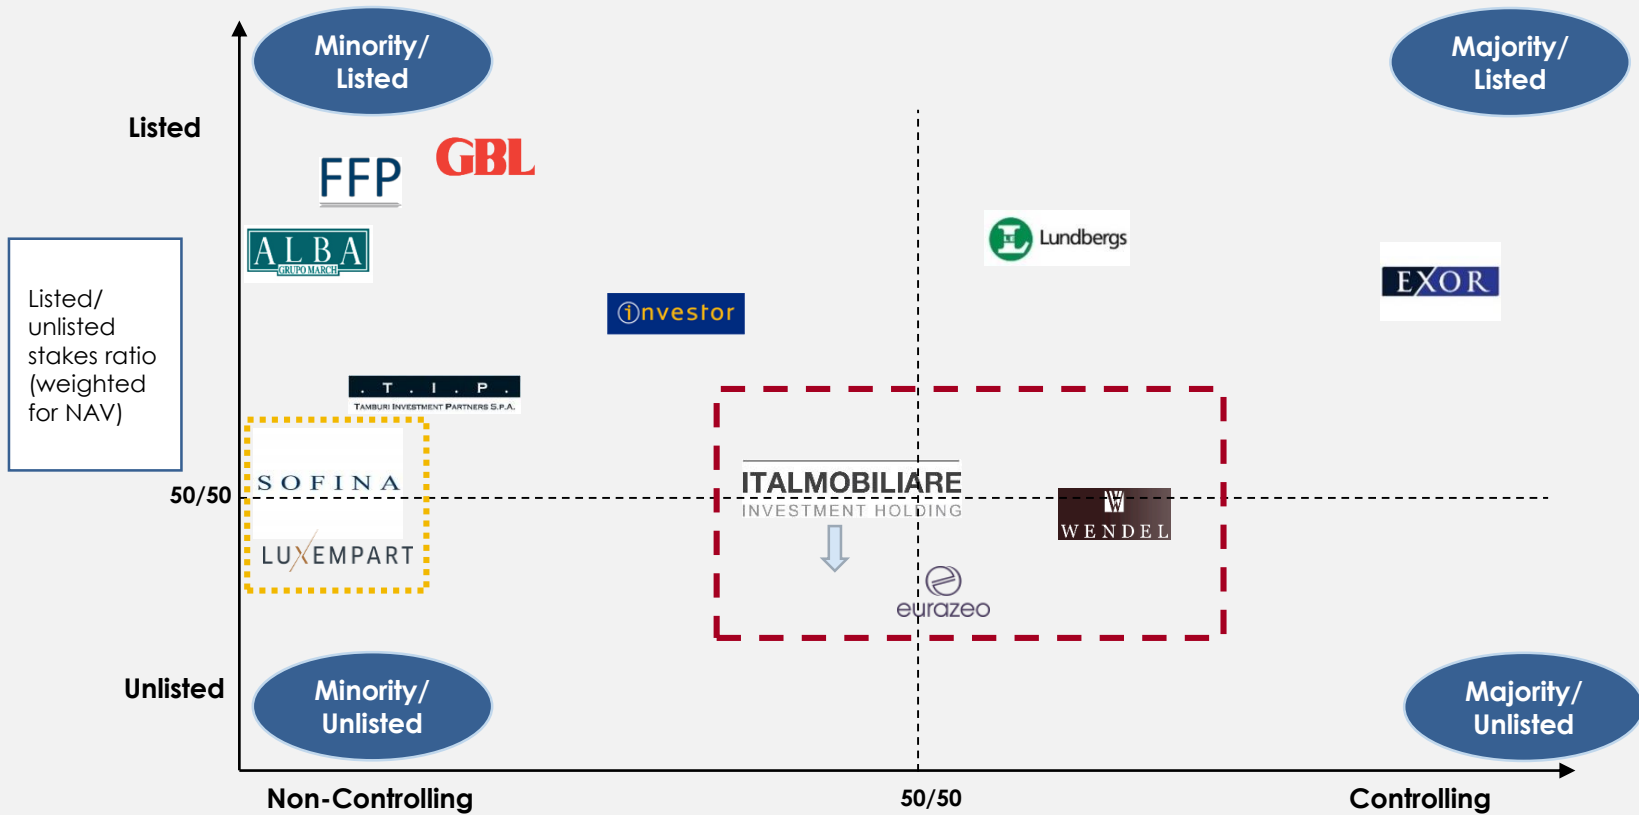 Minority/
Listed
Majority/
Listed
Listed
FFP
GBL
ALBA
GRUPO MARCH
Lundbergs
EXOR
Listed/
unlisted
stakes ratio
(weighted
for NAV)
investor
. T . I . P .
TAMBURI INVESTMENT PARTNERS S.P.A.
SOFINA
50/50
ITALMOBILIARE
INVESTMENT HOLDING
W
WENDEL
LUXEMPART
eurazeo
Unlisted
Minority/
Unlisted
Majority/
Unlisted
Non-Controlling
50/50
Controlling